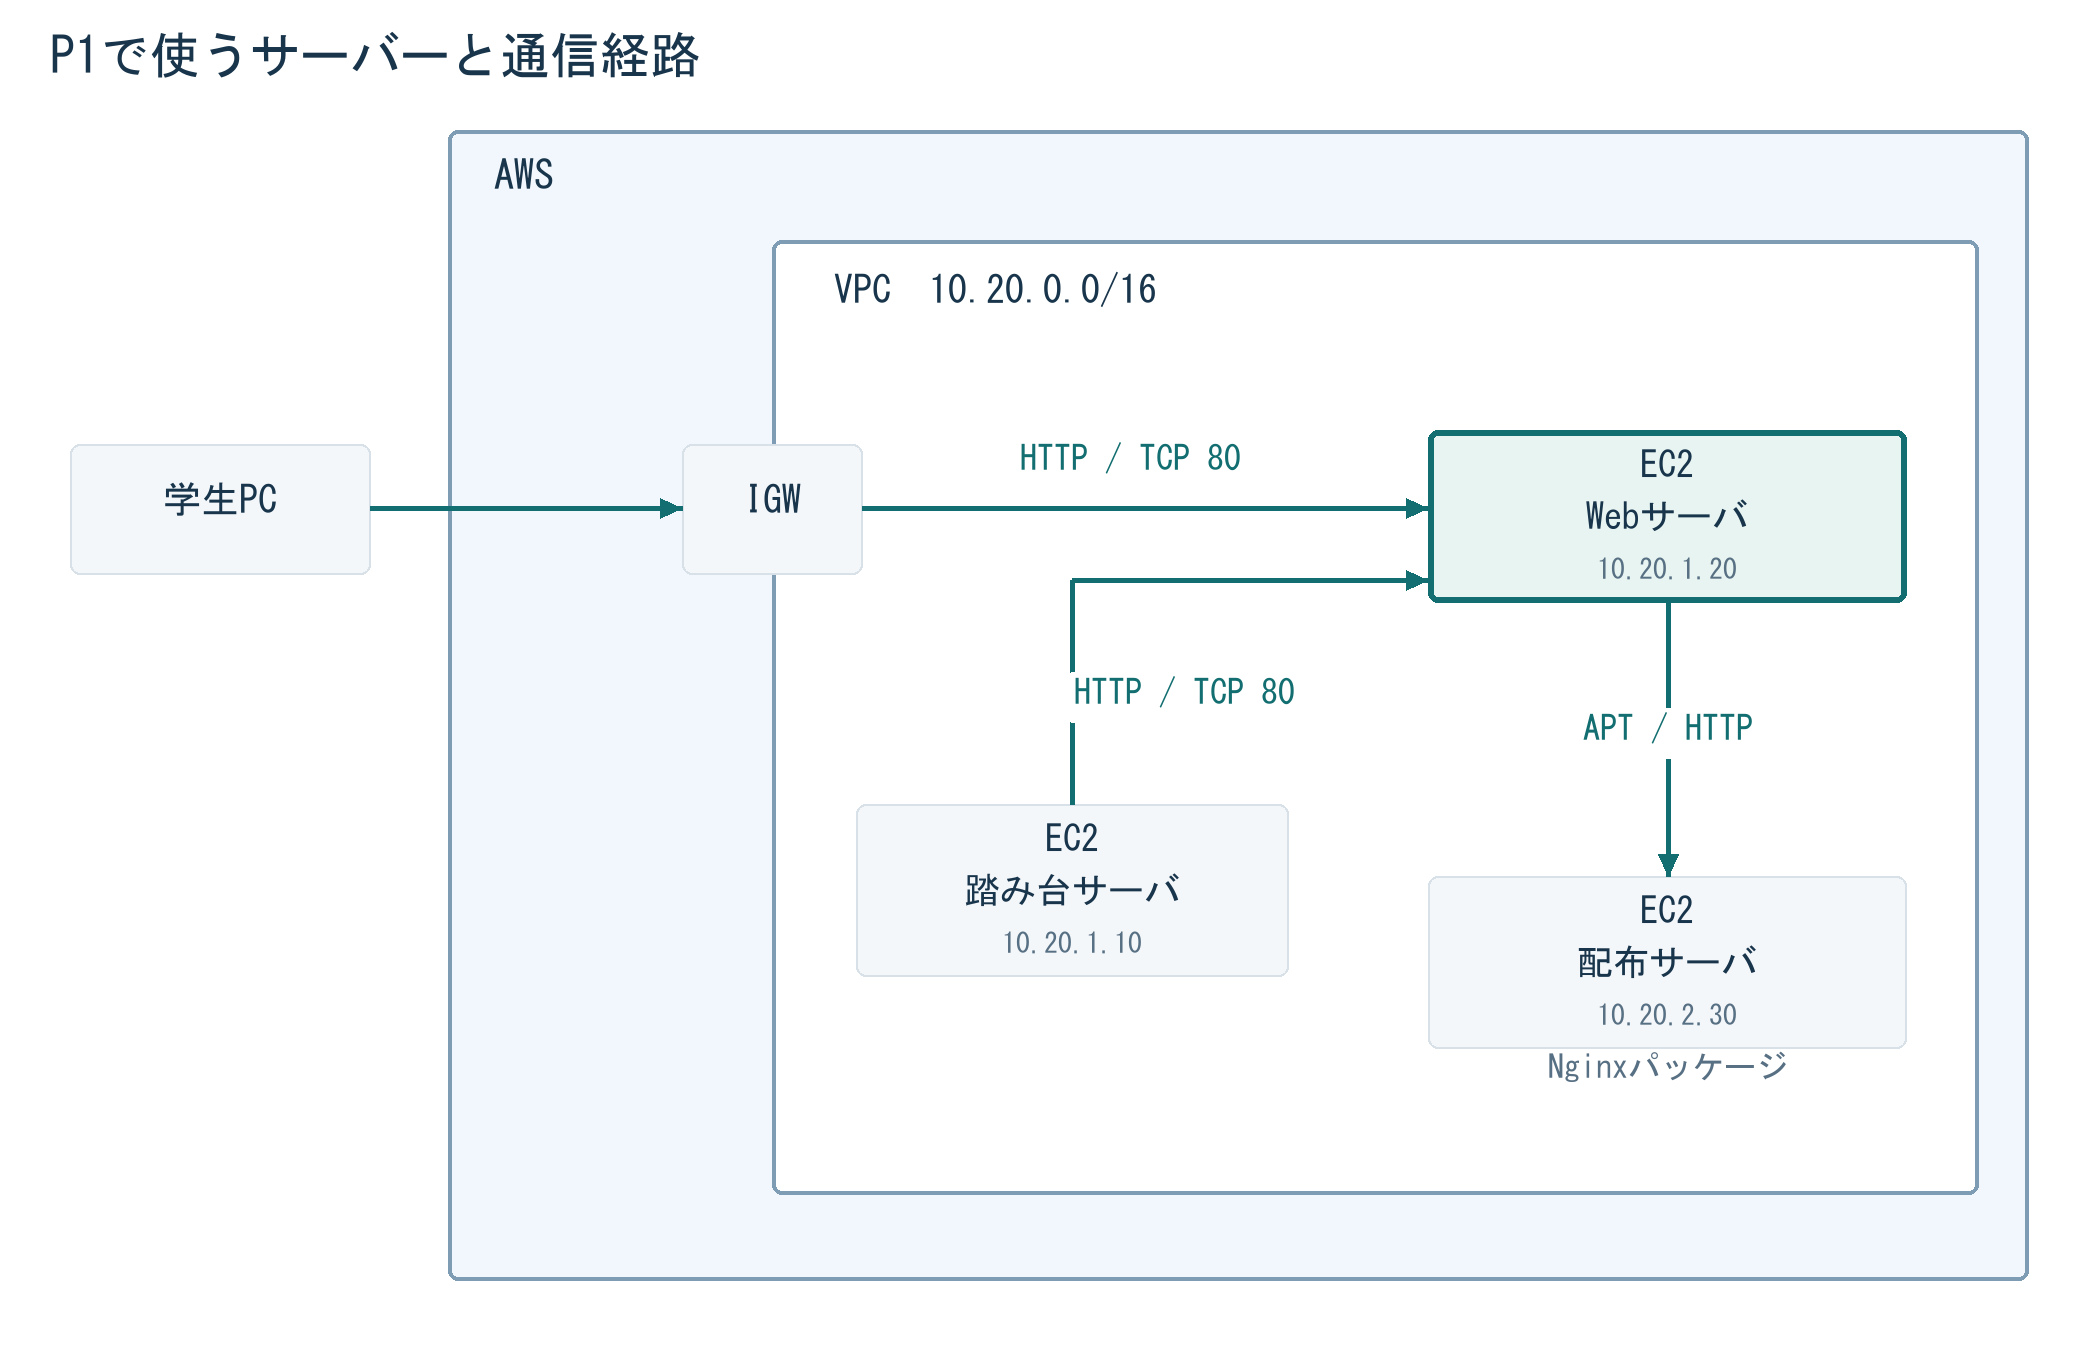 P1で使うサーバーと通信経路
AWS
VPC 10.20.0.0/16
学生PC
IGW
HTTP / TCP 80
EC2
Webサーバ
10.20.1.20
HTTP / TCP 80
APT / HTTP
EC2
踏み台サーバ
10.20.1.10
EC2
配布サーバ
10.20.2.30
Nginxパッケージ